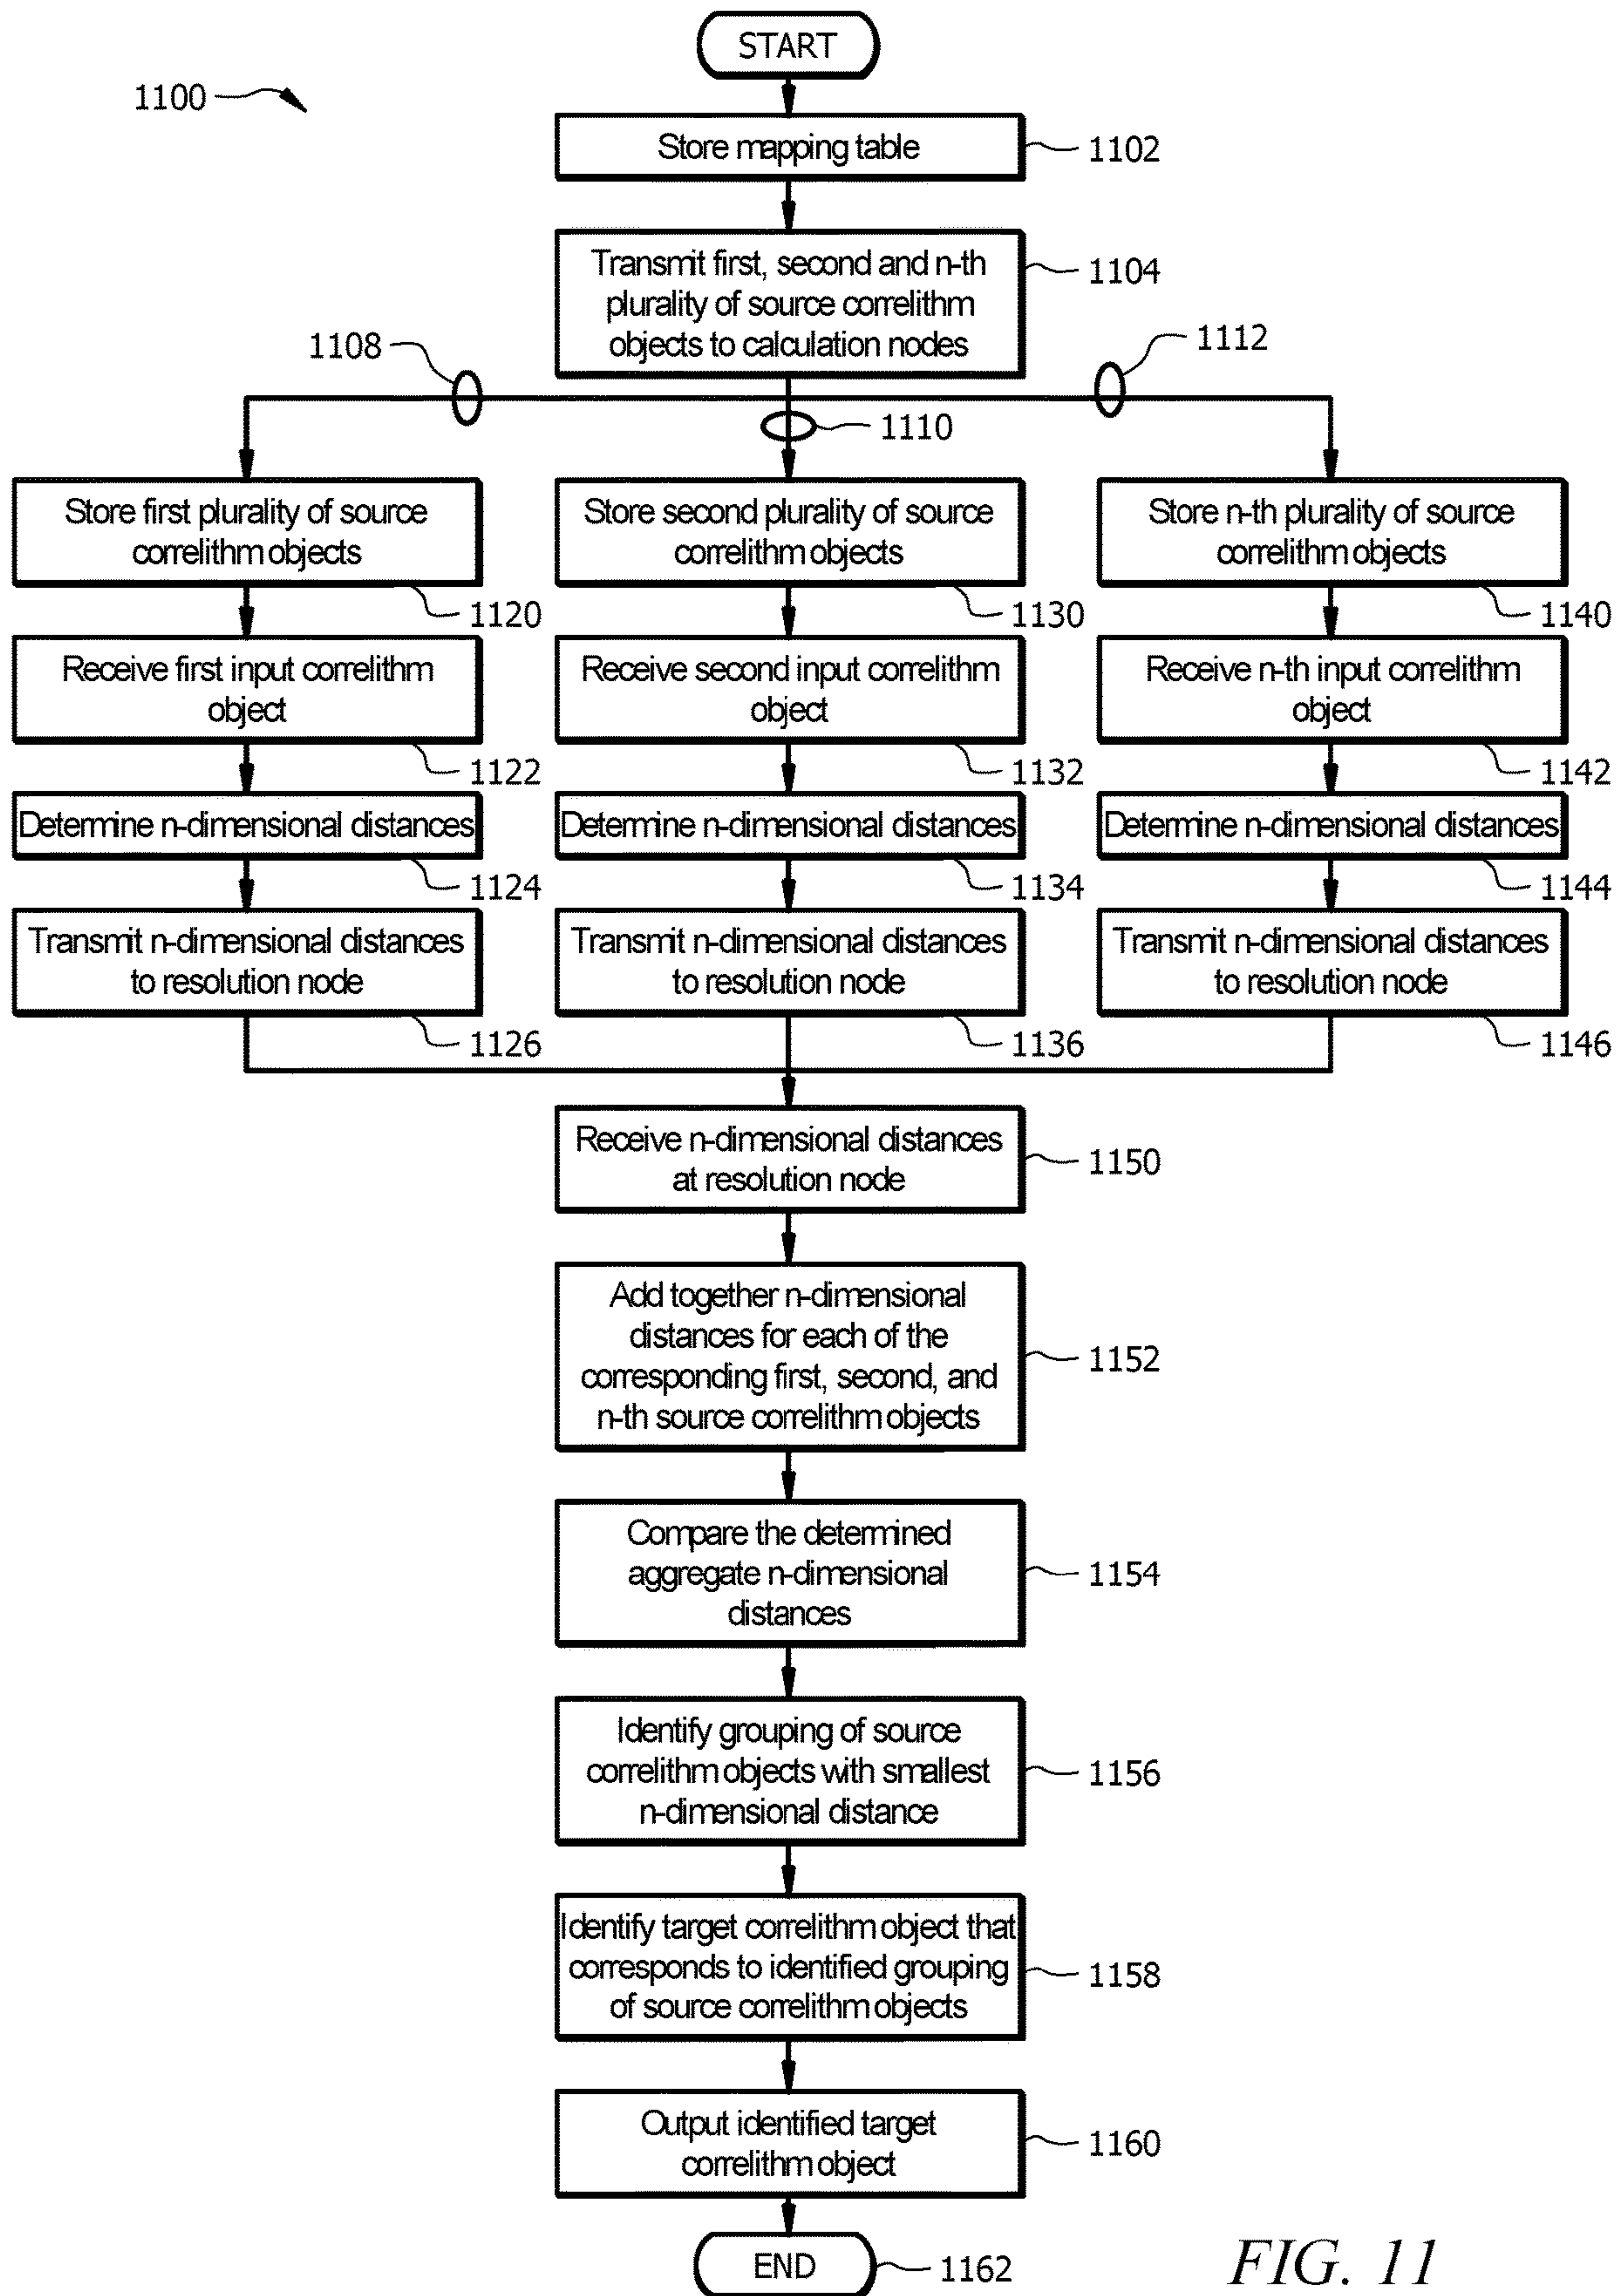 START
1100
Store mapping table
1102
Transmit first, second and n-th
plurality of source correlithm
objects to calculation nodes
1104
1108
1110
1112
Store first plurality of source
correlithm objects
1120
Store second plurality of source
correlithm objects
1130
Store n-th plurality of source
correlithm objects
1140
Receive first input correlithm
object
1122
Receive second input correlithm
object
1132
Receive n-th input correlithm
object
1142
Determine n-dimensional distances
1124
Determine n-dimensional distances
1134
Determine n-dimensional distances
1144
Transmit n-dimensional distances
to resolution node
1126
Transmit n-dimensional distances
to resolution node
1136
Transmit n-dimensional distances
to resolution node
1146
Receive n-dimensional distances
at resolution node
1150
Add together n-dimensional
distances for each of the
corresponding first, second, and
n-th source correlithm objects
1152
Compare the determined
aggregate n-dimensional
distances
1154
Identify grouping of source
correlithm objects with smallest
n-dimensional distance
1156
Identify target correlithm object that
corresponds to identified grouping
of source correlithm objects
1158
Output identified target
correlithm object
1160
END
1162
FIG. 11